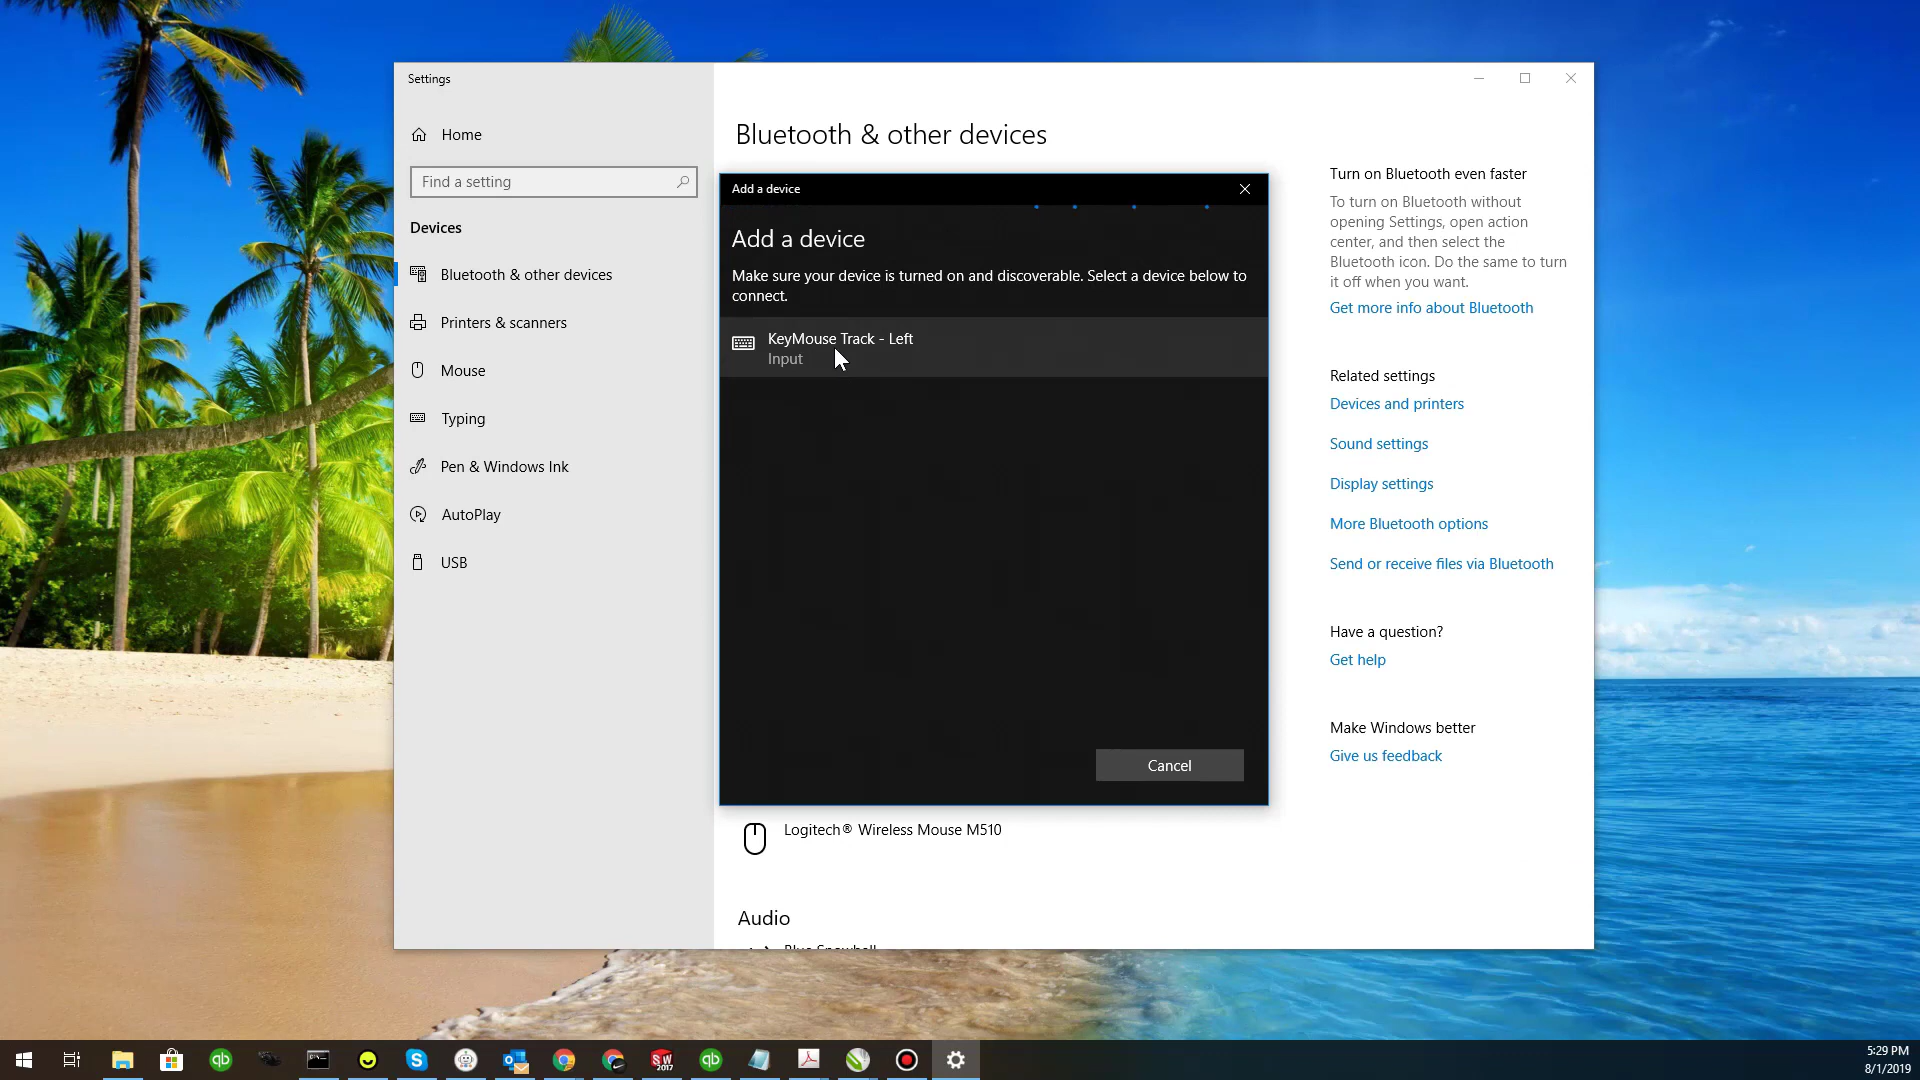 Settings
Home
Find a setting
Devices
Bluetooth & other devices
Printers & scanners
Mouse
Typing
Pen & Windows Ink
AutoPlay
USB
Bluetooth & other devices
Add a device
Add a device
Make sure your device is turned on and discoverable. Select a device below to
connect.
KeyMouse Track - Left
Input
Cancel
Logitech® Wireless Mouse M510
Audio
Blue Snowball
Turn on Bluetooth even faster
To turn on Bluetooth without
opening Settings, open action
center, and then select the
Bluetooth icon. Do the same to turn
it off when you want.
Get more info about Bluetooth
Related settings
Devices and printers
Sound settings
Display settings
More Bluetooth options
Send or receive files via Bluetooth
Have a question?
Get help
Make Windows better
Give us feedback
qb
S
SW
2017
qb
5:29 PM
8/1/2019